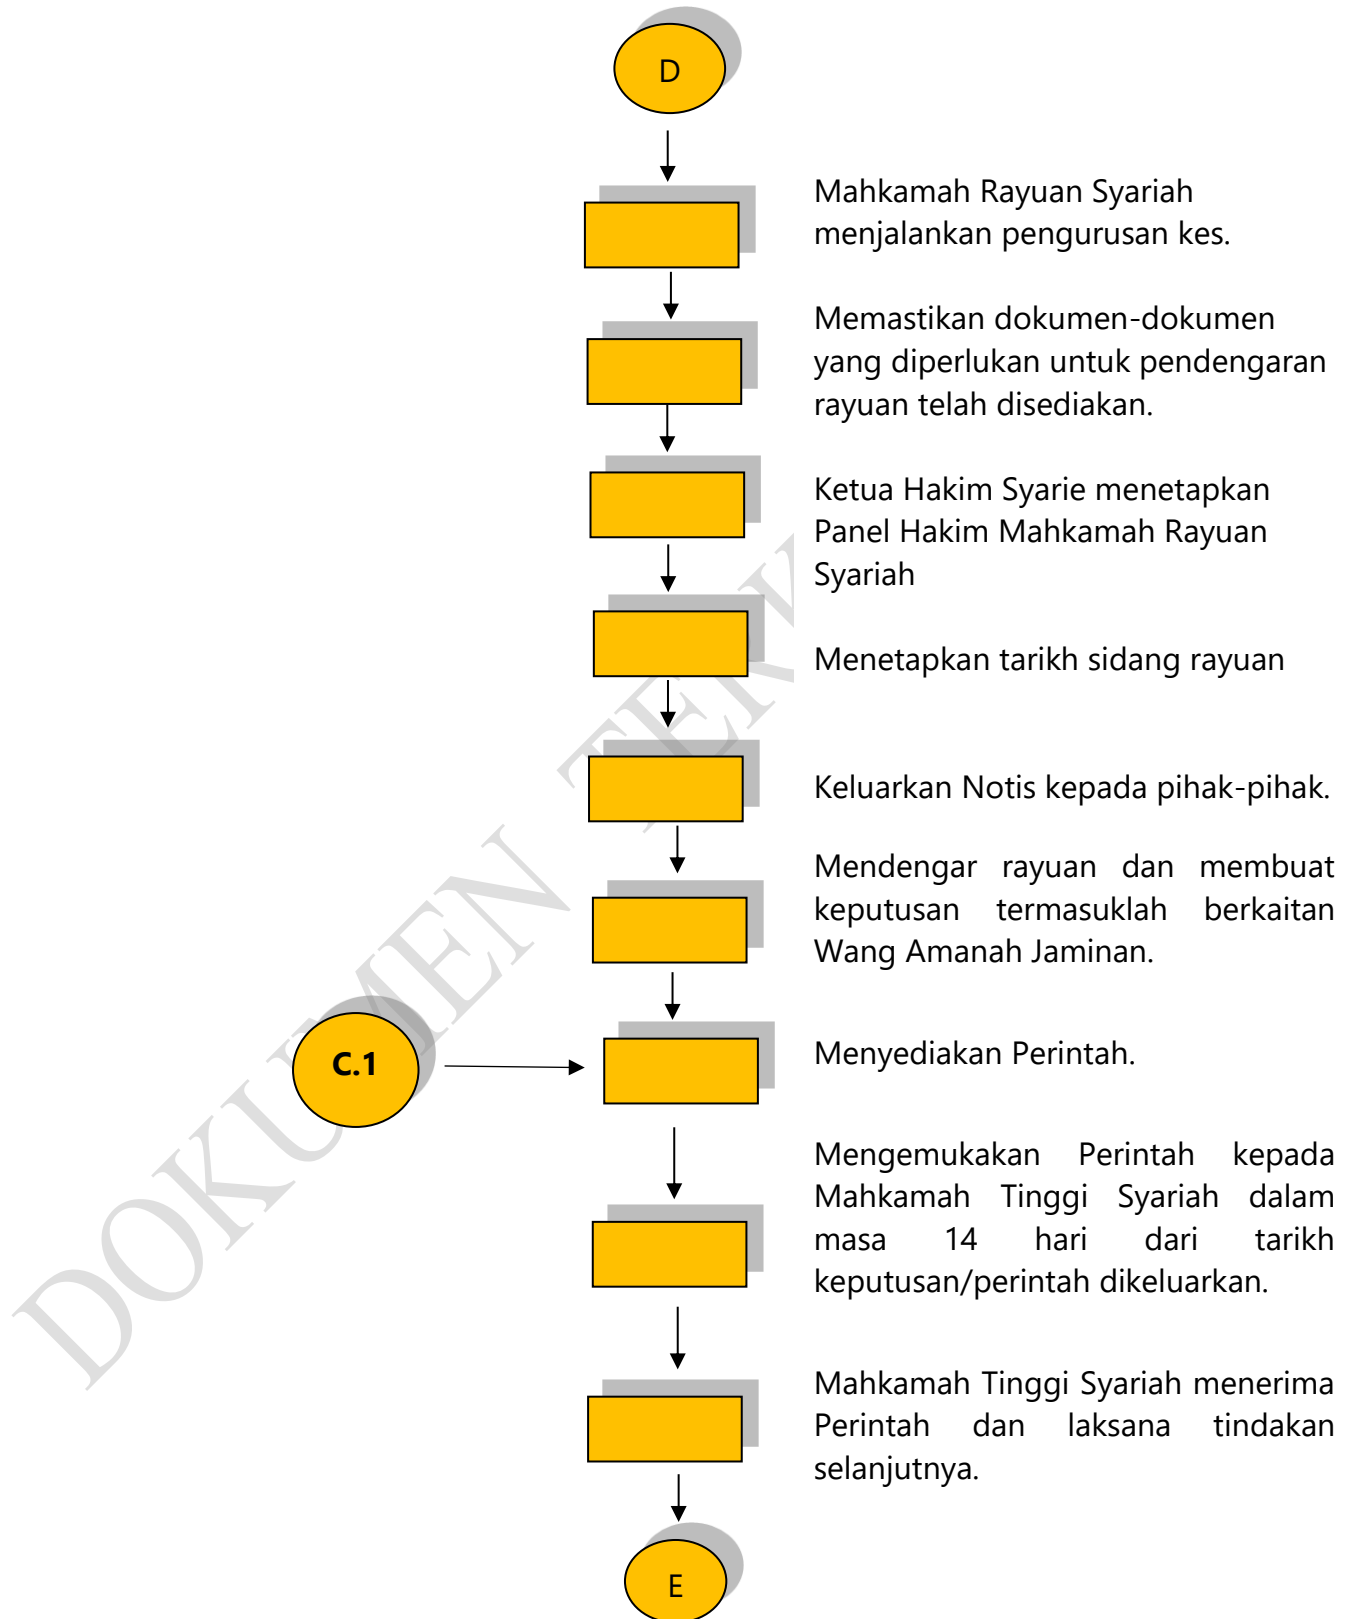 D
Mahkamah Rayuan Syariah
menjalankan pengurusan kes.
Memastikan dokumen-dokumen
yang diperlukan untuk pendengaran
rayuan telah disediakan.
Ketua Hakim Syarie menetapkan
Panel Hakim Mahkamah Rayuan
Syariah
Menetapkan tarikh sidang rayuan
Keluarkan Notis kepada pihak-pihak.
Mendengar rayuan dan membuat
keputusan termasuklah berkaitan
Wang Amanah Jaminan.
C.1
Menyediakan Perintah.
Mengemukakan Perintah kepada
Mahkamah Tinggi Syariah dalam
masa 14 hari dari tarikh
keputusan/perintah dikeluarkan.
Mahkamah Tinggi Syariah menerima
Perintah dan laksana tindakan
selanjutnya.
E
DOKUMEN